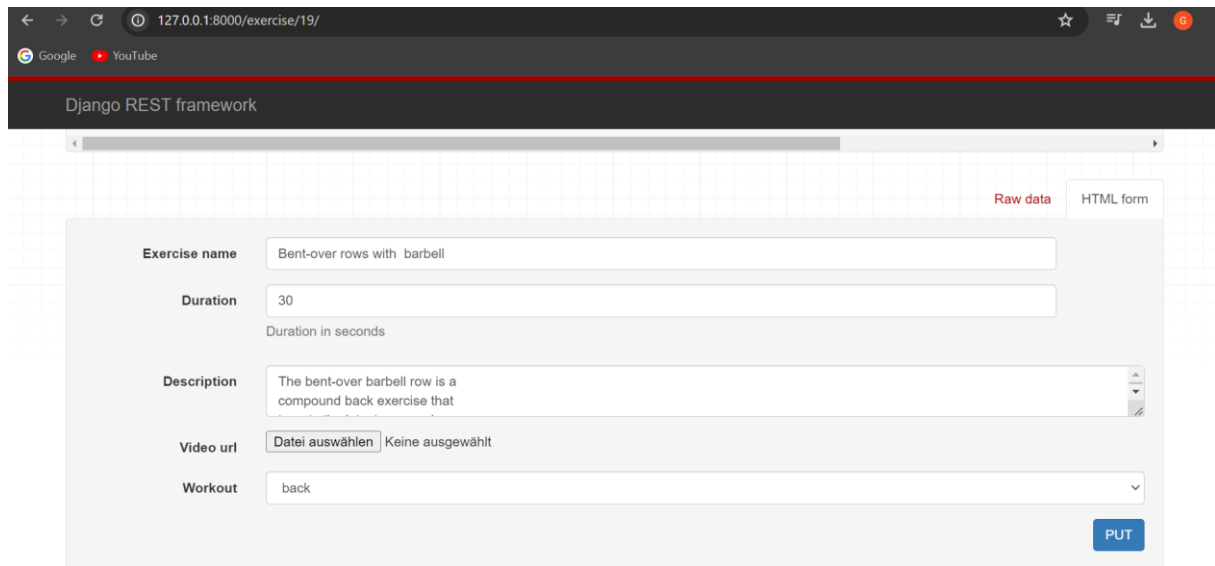 127.0.0.1:8000/exercise/19/
G
Google YouTube
Django REST framework
Raw data HTML form
Exercise name Bent-over rows with  barbell
Duration 30
Duration in seconds
Description The bent-over barbell row is a
compound back exercise that
Video url Datei auswählen Keine ausgewählt
Workout back
PUT